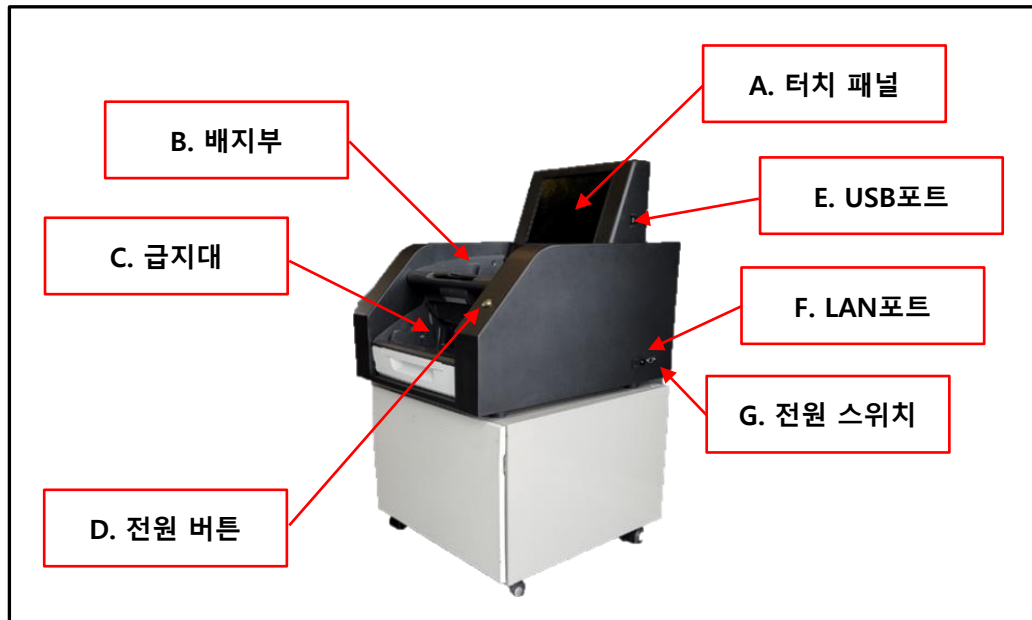 A. 터치 패널
B. 배지부
E. USB포트
C. 급지대
F. LAN포트
G. 전원 스위치
D. 전원 버튼